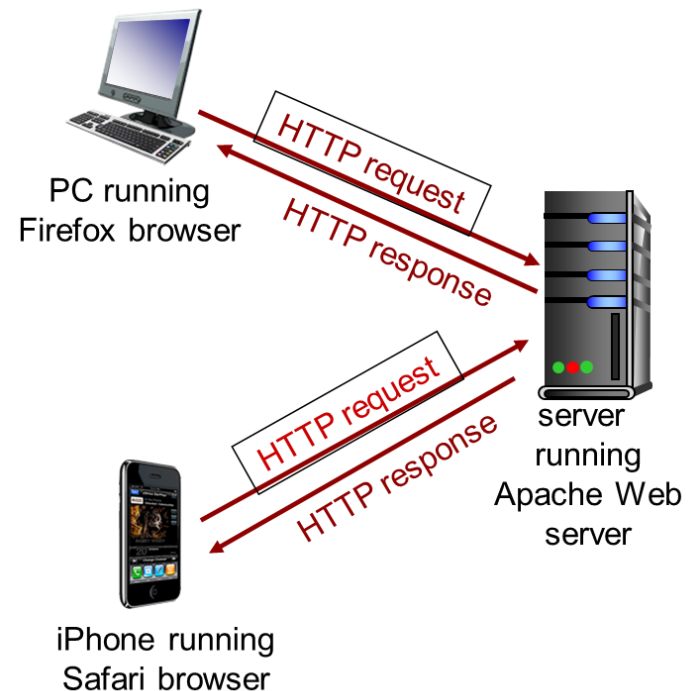 HTTP request
HTTP response
PC running
Firefox browser
HTTP request
HTTP response
server
running
Apache Web
server
iPhone running
Safari browser